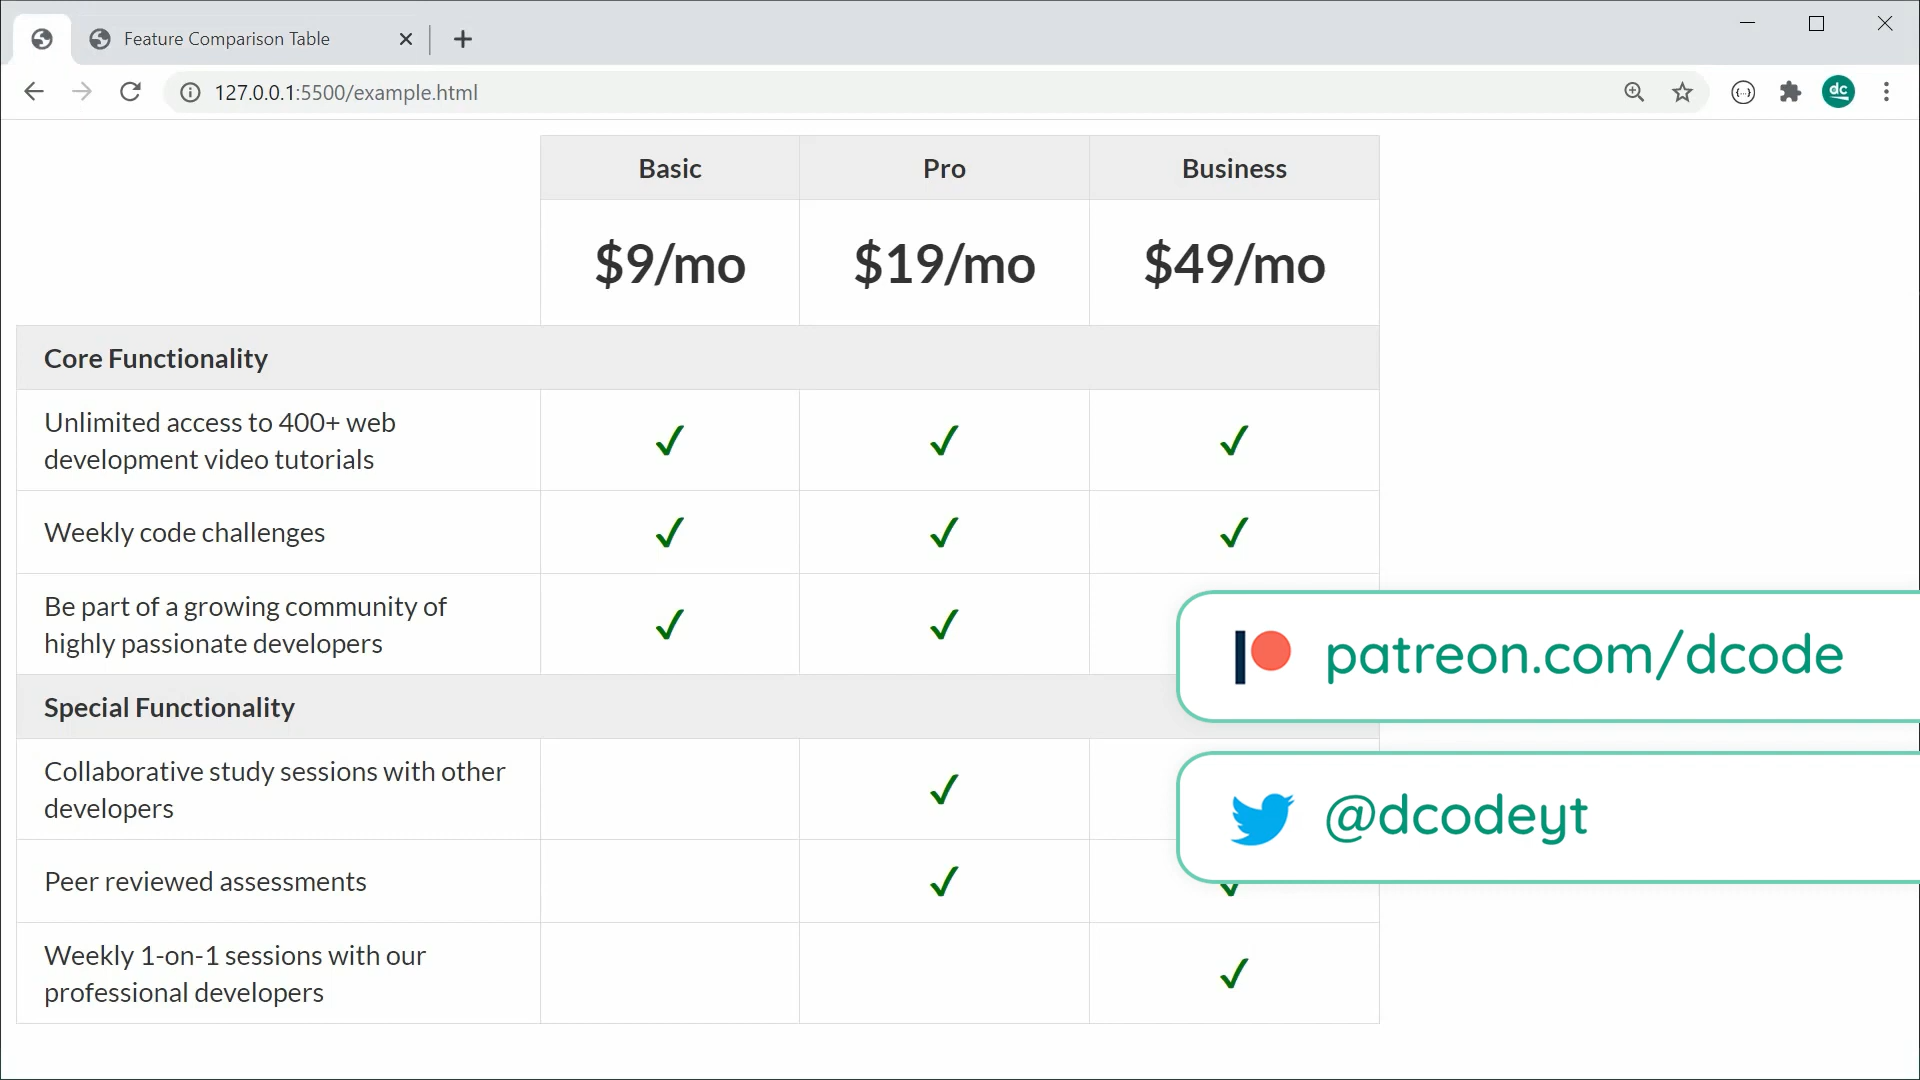 Feature Comparison Table
127.0.0.1:5500/example.html
dc
Basic Pro Business
$9/mo $19/mo $49/mo
Core Functionality
Unlimited access to 400+ web
development video tutorials
✓ ✓ ✓
Weekly code challenges ✓ ✓ ✓
Be part of a growing community of
highly passionate developers
✓ ✓
patreon.com/dcode
Special Functionality
Collaborative study sessions with other
developers
✓
@dcodeyt
Peer reviewed assessments ✓ ✓
Weekly 1-on-1 sessions with our
professional developers
✓